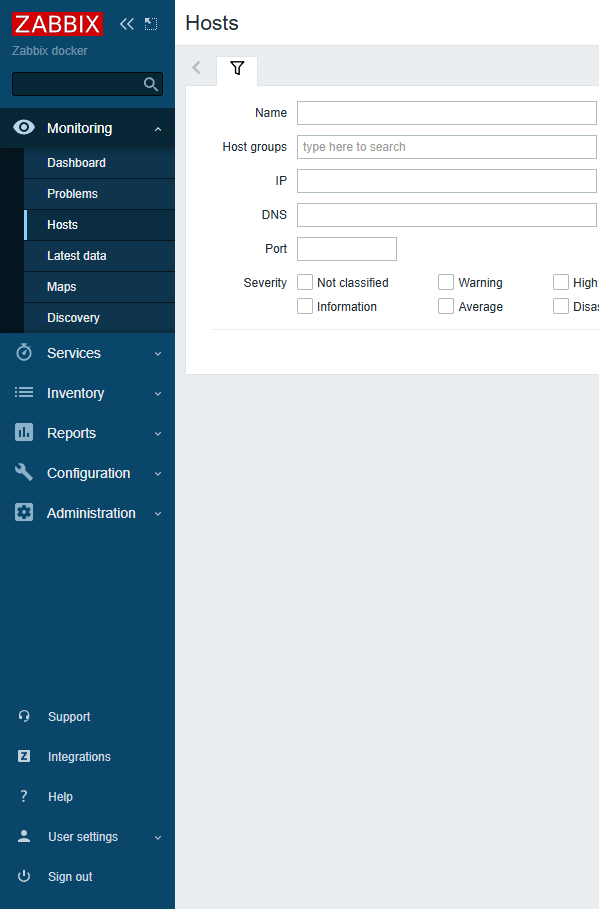 ZABBIX
Zabbix docker
Monitoring
Dashboard
Problems
Hosts
Latest data
Maps
Discovery
Services
Inventory
Reports
Configuration
Administration
Support
Integrations
Help
User settings
Sign out
Hosts
Name
Host groups type here to search
IP
DNS
Port
Severity Not classified Warning High
Information Average Disas